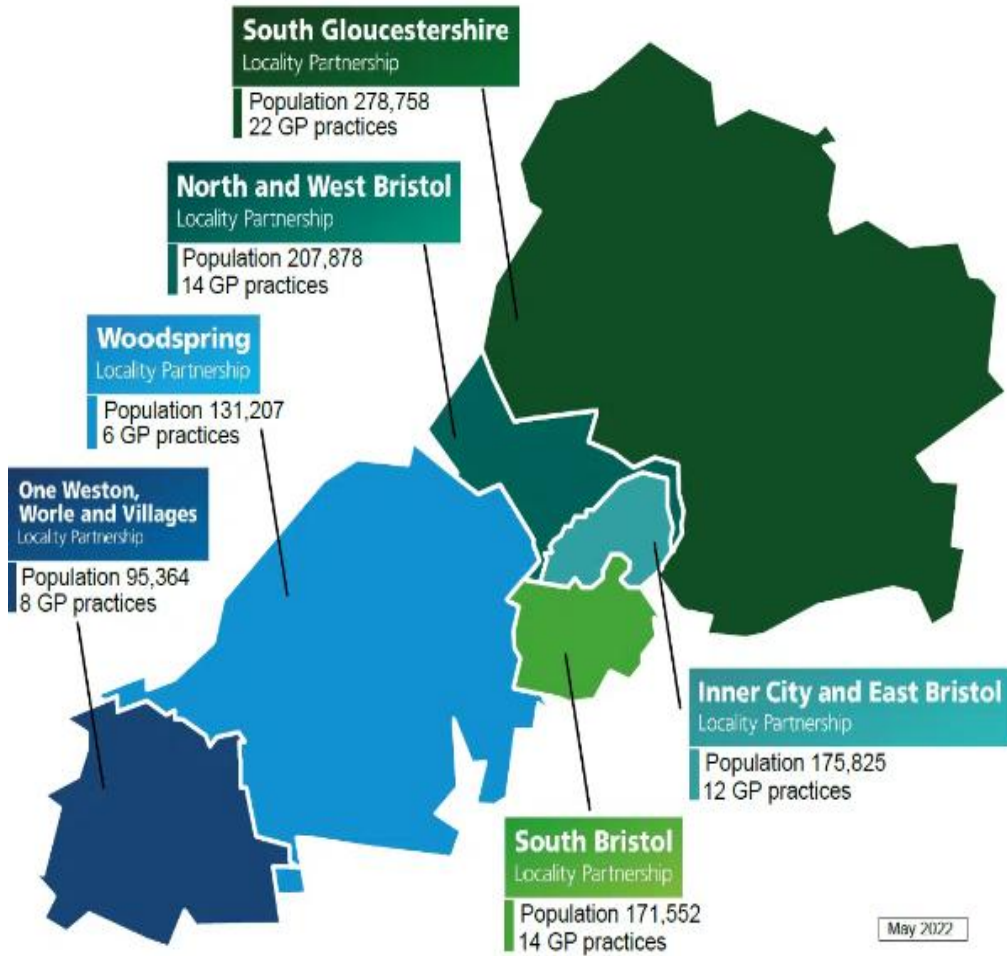 South Gloucestershire
Locality Partnership
Population 278,758
22 GP practices
North and West Bristol
Locality Partnership
Population 207,878
14 GP practices
Woodspring
Locality Partnership
Population 131,207
6 GP practices
One Weston,
Worle and Villages
Locality Partnership
Population 95,364
8 GP practices
Inner City and East Bristol
Locality Partnership
Population 175,825
12 GP practices
South Bristol
Locality Partnership
Population 171,552
14 GP practices
May 2022